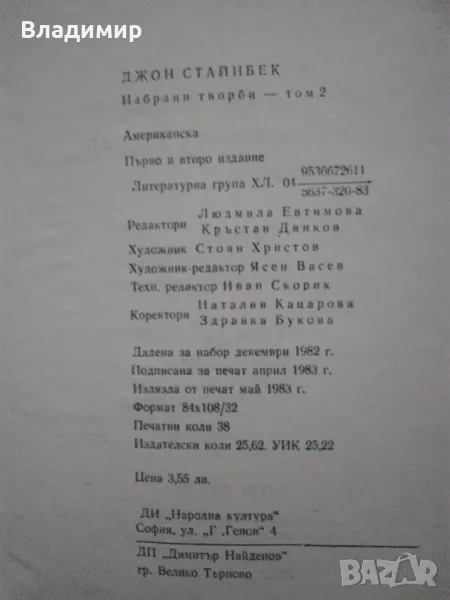 Владимир
ДЖОН СТАЙНБЕК
Избрани творби — том 2
Американска
Първо и второ издание
Литературна група ХЛ. 04 9536672611
5637-320-83
Редактори Людмила Евтимова
Кръстан Дянков
Художник Стоян Христов
Художник-редактор Ясен Васев
Техн. редактор Иван Скорик
Коректори Наталия Кацарова
Здравка Букова
Дадена за набор декември 1982 г.
Подписана за печат април 1983 г.
Излязла от печат май 1983 г.
Формат 84х108/32
Печатни коли 38
Издателски коли 25,62. УИК 25,22
Цена 3,55 лв.
ДИ „Народна култура"
София, ул. „Г. Генов" 4
ДП „Димитър Найденов"
гр. Велико Търново
BAZAR
bg